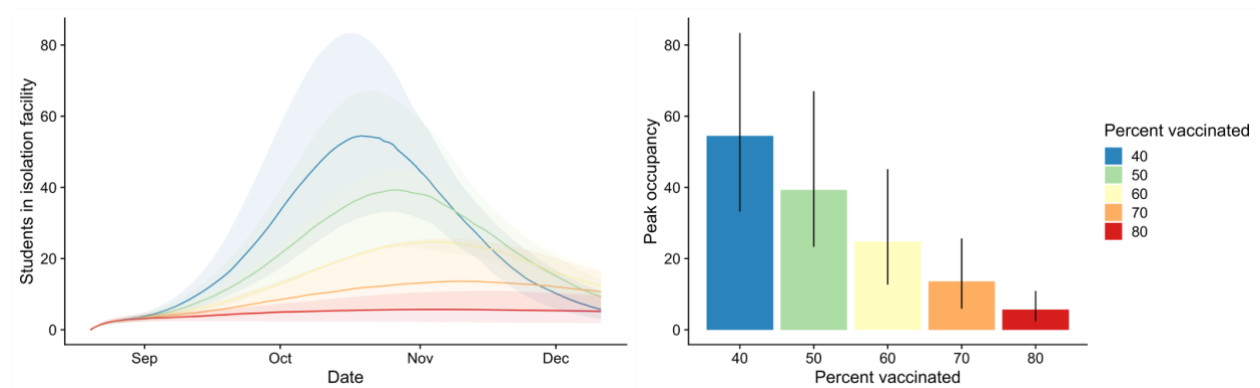 Students in isolation facility
80
60
40
20
0
Sep Oct Nov Dec
Date
Peak occupancy
80
60
40
20
0
40 50 60 70 80
Percent vaccinated
Percent vaccinated
40
50
60
70
80